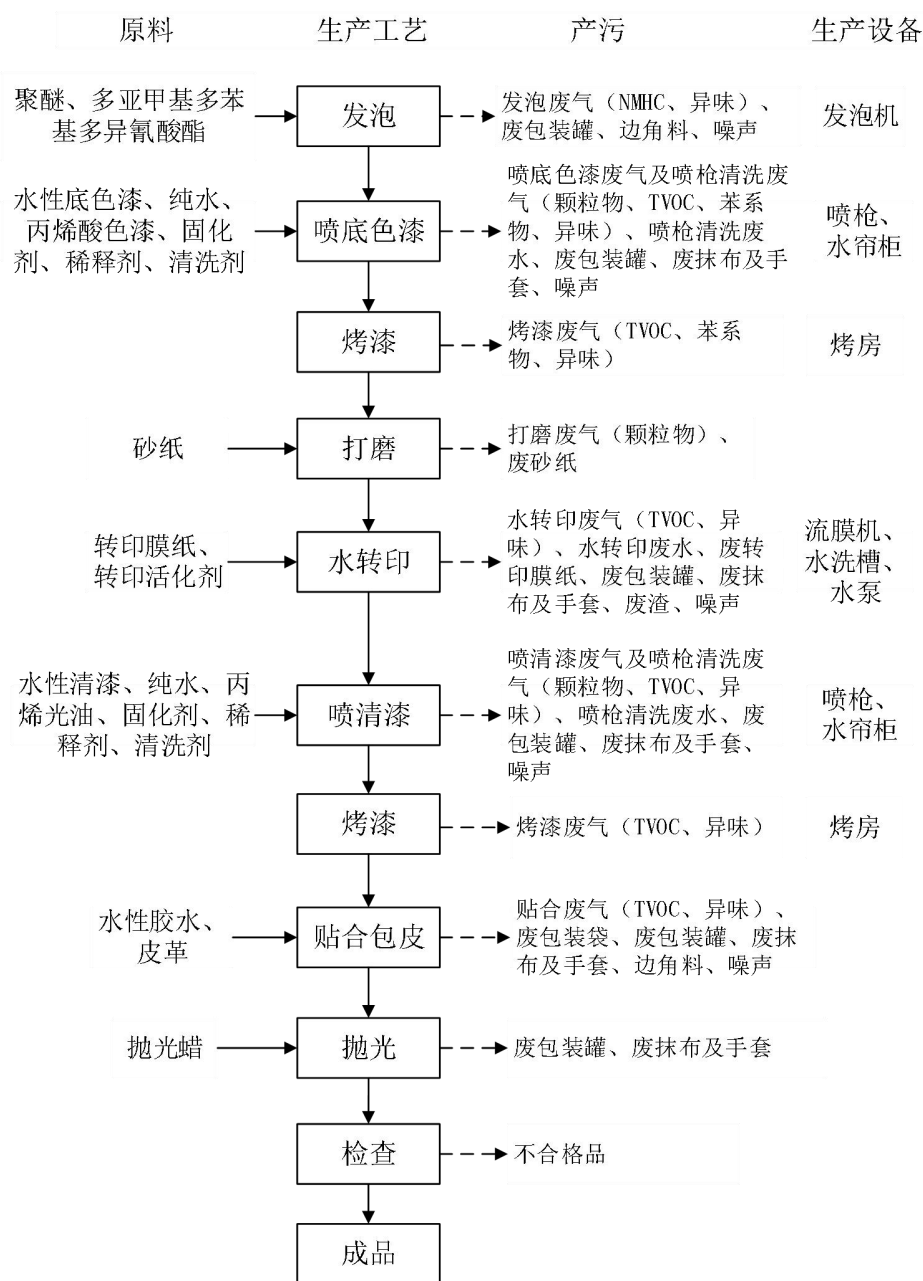 原料 生产工艺 产污 生产设备
聚醚、多亚甲基多苯
基多异氰酸酯
发泡
发泡废气（NMHC、异味）、
废包装罐、边角料、噪声
发泡机
水性底色漆、纯水、
丙烯酸色漆、固化
剂、稀释剂、清洗剂
喷底色漆
喷底色漆废气及喷枪清洗废
气（颗粒物、TVOC、苯系
物、异味）、喷枪清洗废
水、废包装罐、废抹布及手
套、噪声
喷枪、
水帘柜
烤漆
烤漆废气（TVOC、苯系
物、异味）
烤房
砂纸
打磨
打磨废气（颗粒物）、
废砂纸
转印膜纸、
转印活化剂
水转印
水转印废气（TVOC、异
味）、水转印废水、废转
印膜纸、废包装罐、废抹
布及手套、废渣、噪声
流膜机、
水洗槽、
水泵
水性清漆、纯水、丙
烯光油、固化剂、稀
释剂、清洗剂
喷清漆
喷清漆废气及喷枪清洗废
气（颗粒物、TVOC、异
味）、喷枪清洗废水、废
包装罐、废抹布及手套、
噪声
喷枪、
水帘柜
烤漆
烤漆废气（TVOC、异味）
烤房
水性胶水、
皮革
贴合包皮
贴合废气（TVOC、异味）、
废包装袋、废包装罐、废抹
布及手套、边角料、噪声
抛光蜡
抛光
废包装罐、废抹布及手套
检查
不合格品
成品